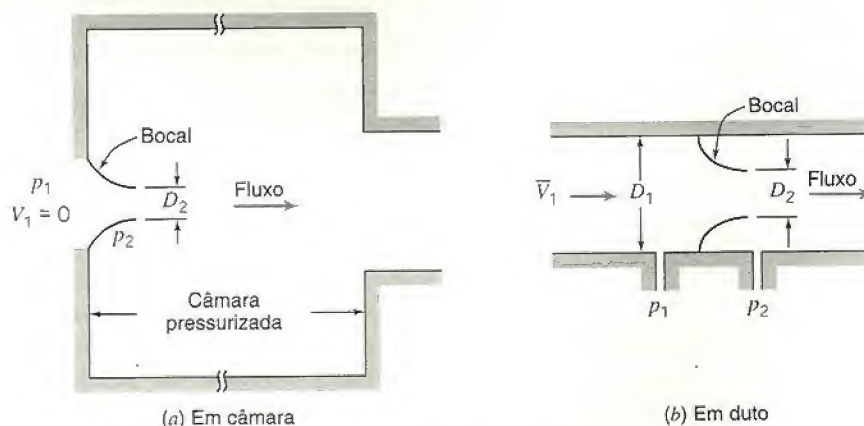 Bocal
p₁
V₁ = 0
D₂
p₂
Fluxo
Câmara
pressurizada
(a) Em câmara
Bocal
V̅₁
D₁
D₂
Fluxo
p₁
p₂
(b) Em duto